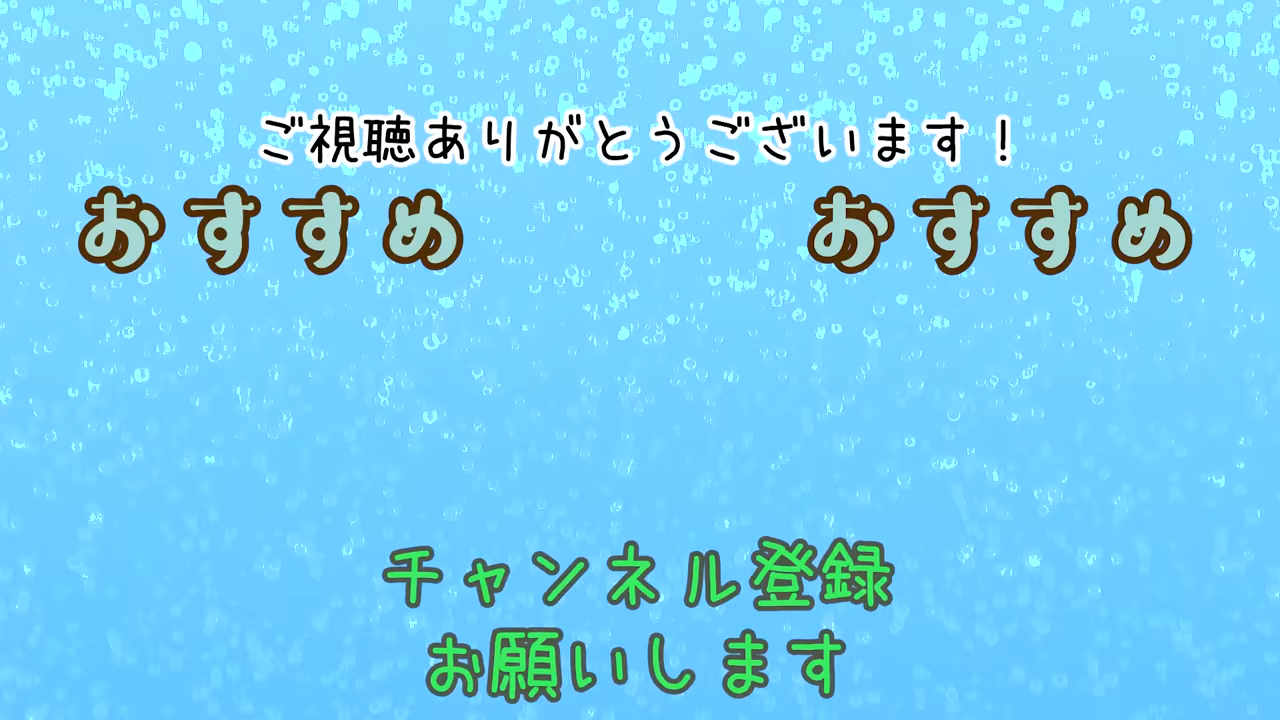 ご視聴ありがとうございます！
おすすめ おすすめ
チャンネル登録
お願いします